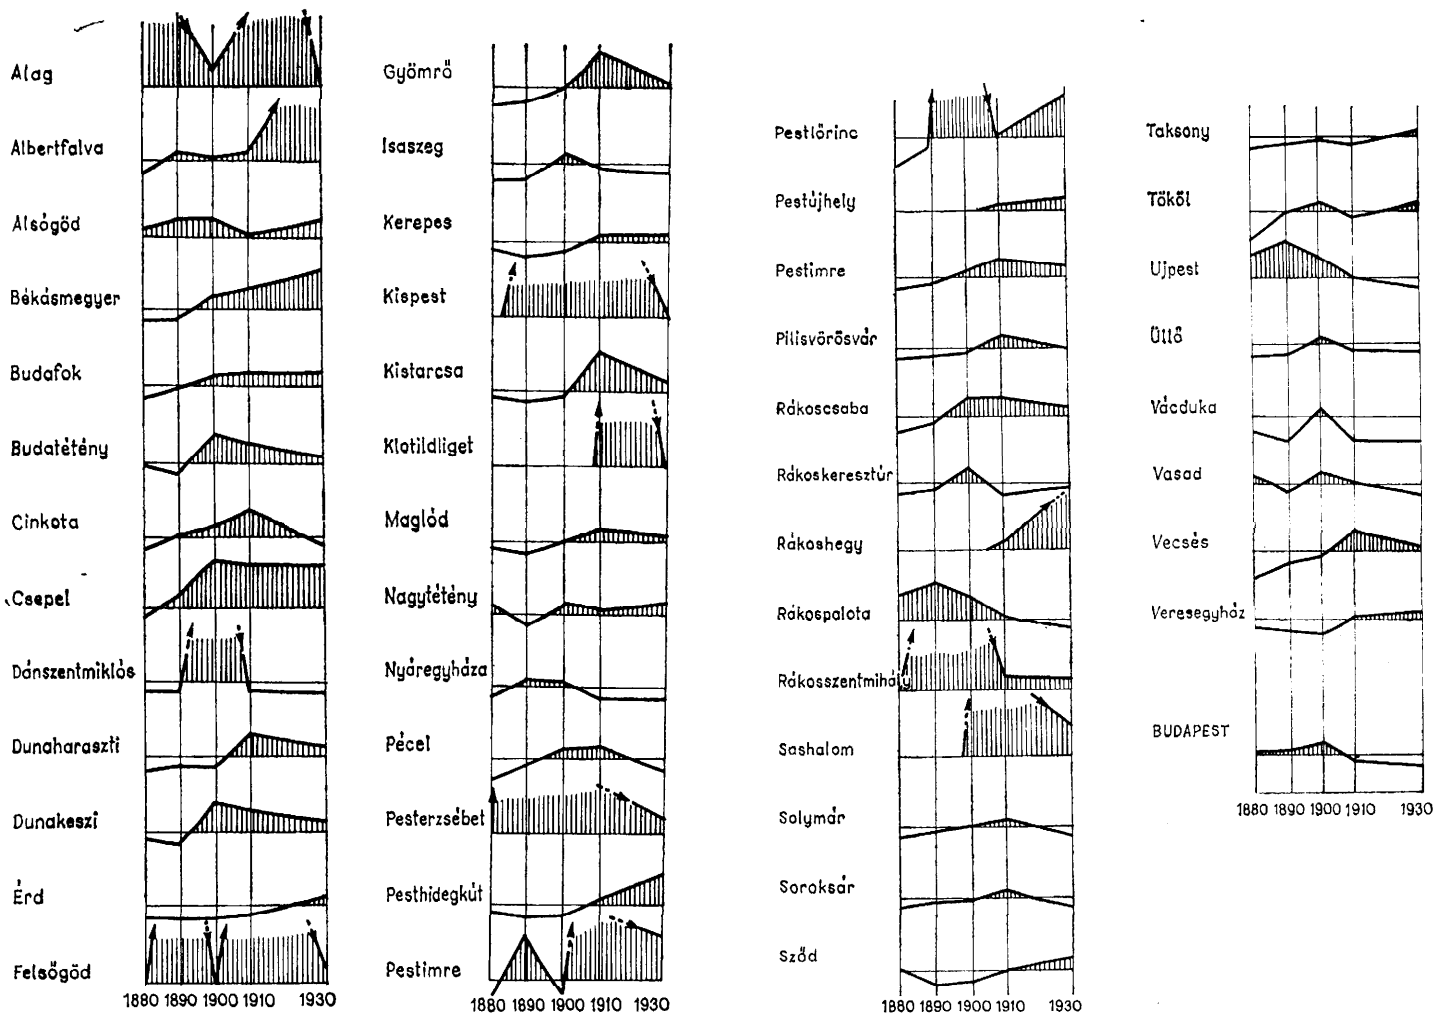 Alag
Albertfalva
Alsógöd
Békásmegyer
Budafok
Budatétény
Cinkota
Csepel
Dánszentmiklós
Dunaharaszti
Dunakeszi
Érd
Felsőgöd
1880 1890 1900 1910 1930
Gyömrő
Isaszeg
Kerepes
Kispest
Kistarcsa
Klotildliget
Maglód
Nagytétény
Nyáregyháza
Pécel
Pesterzsébet
Pesthidegkút
Pestimre
1880 1890 1900 1910 1930
Pestlőrinc
Pestújhely
Pestimre
Pilisvörösvár
Rákoscsaba
Rákoskeresztúr
Rákoshegy
Rákospalota
Rákosszentmihály
Sashalom
Solymár
Soroksár
Sződ
1880 1890 1900 1910 1930
Taksony
Tököl
Ujpest
Üllő
Vácduka
Vasad
Vecsés
Veresegyház
BUDAPEST
1880 1890 1900 1910 1930